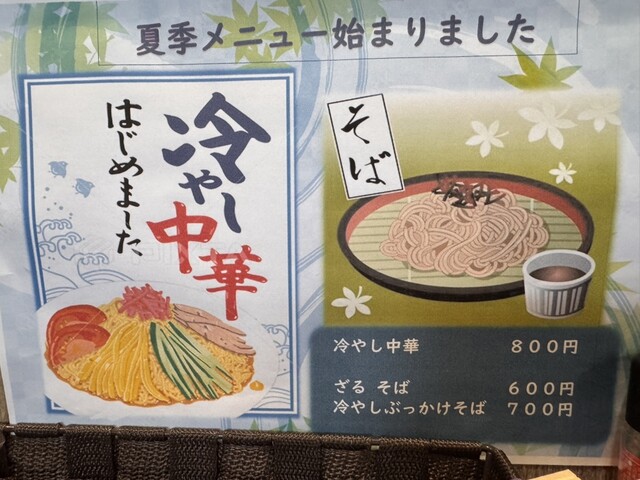 夏季メニュー始まりました
冷やし
中華
はじめました
そば
冷やし中華 800円
ざる そば 600円
冷やしぶっかけそば 700円